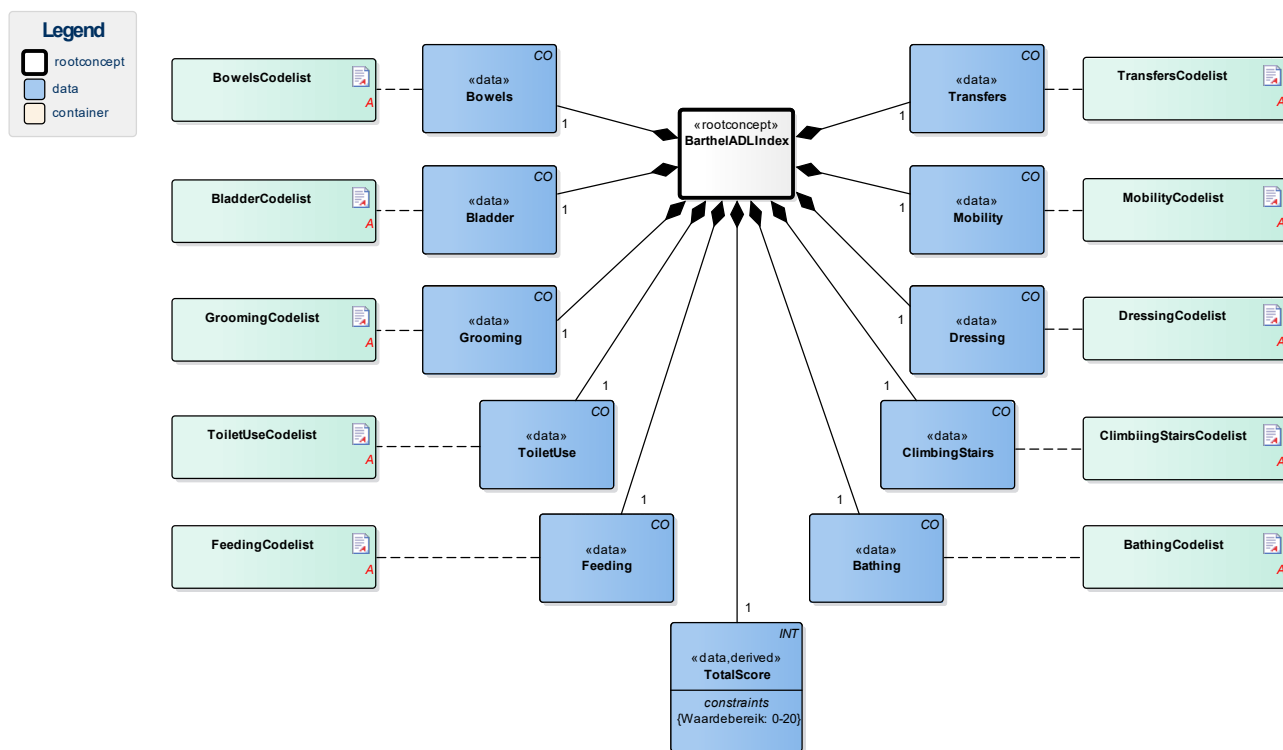 Legend
rootconcept
data
container
BowelsCodelist
A
CO
«data»
Bowels
1
«rootconcept»
BarthelADLIndex
CO
«data»
Transfers
1
TransfersCodelist
A
BladderCodelist
A
CO
«data»
Bladder
1
CO
«data»
Mobility
1
MobilityCodelist
A
GroomingCodelist
A
CO
«data»
Grooming
1
CO
«data»
Dressing
1
DressingCodelist
A
ToiletUseCodelist
A
CO
«data»
ToiletUse
1
CO
«data»
ClimbingStairs
1
ClimbiingStairsCodelist
A
FeedingCodelist
A
CO
«data»
Feeding
1
CO
«data»
Bathing
1
BathingCodelist
A
1
INT
«data,derived»
TotalScore
constraints
{Waardebereik: 0-20}